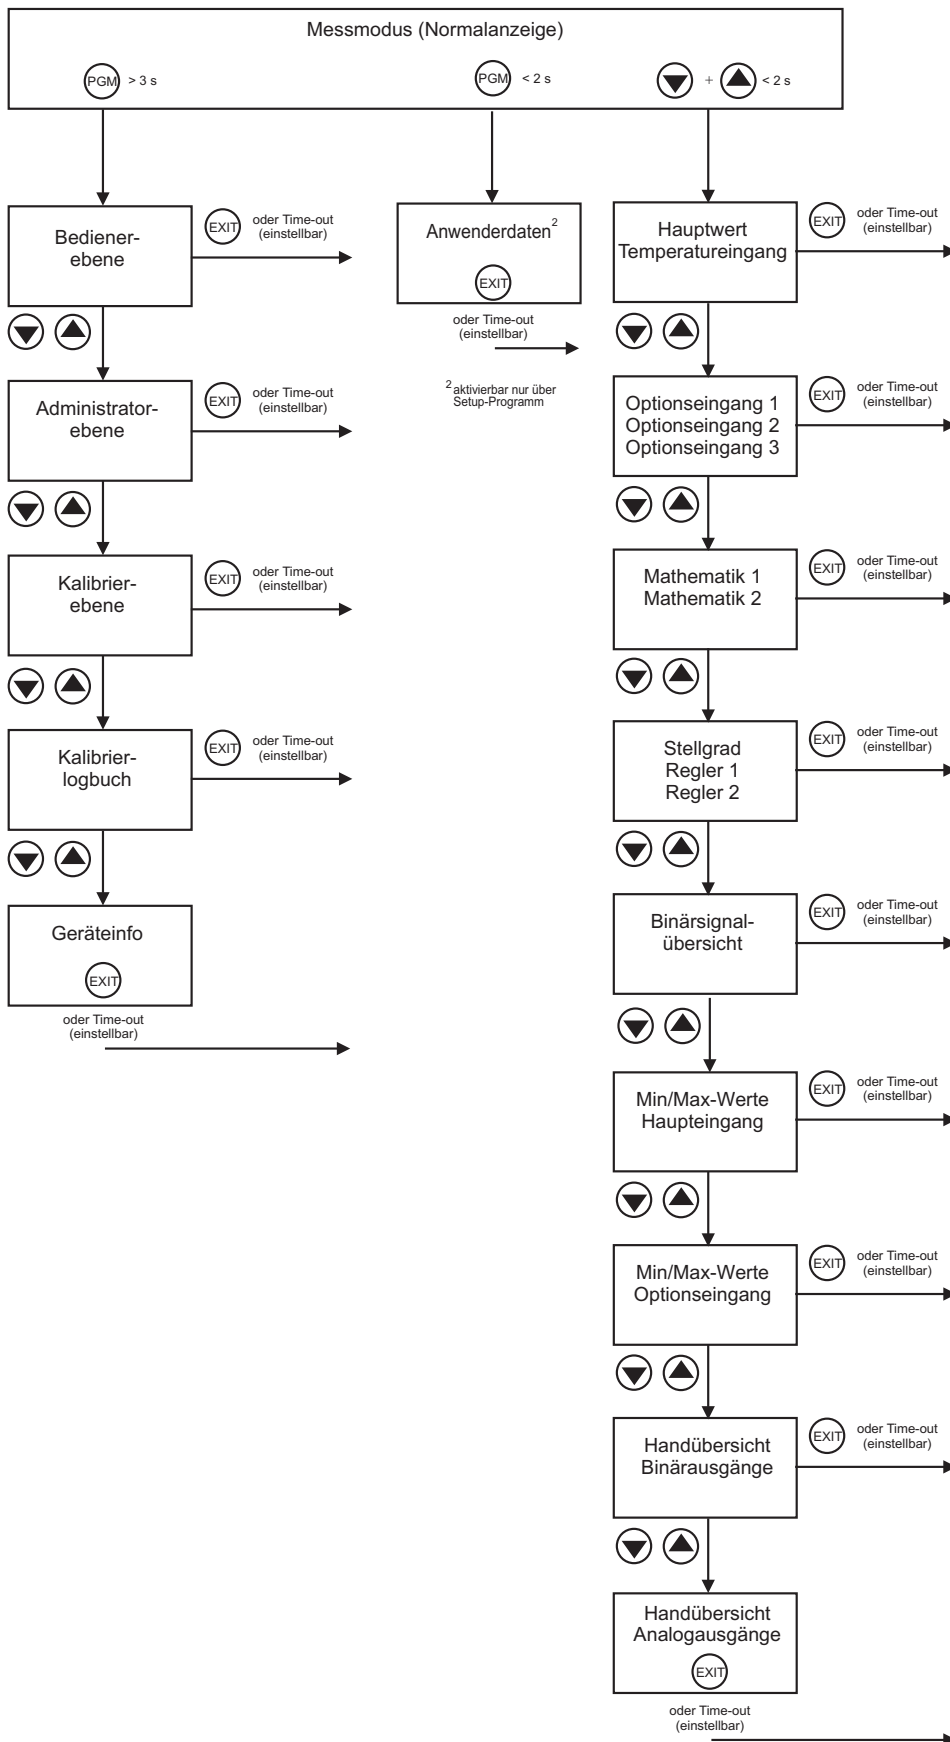 Messmodus (Normalanzeige)
PGM > 3 s
PGM < 2 s
+ < 2 s
Bediener-
ebene
EXIT
oder Time-out
(einstellbar)
Administrator-
ebene
EXIT
oder Time-out
(einstellbar)
Kalibrier-
ebene
EXIT
oder Time-out
(einstellbar)
Kalibrier-
logbuch
EXIT
oder Time-out
(einstellbar)
Geräteinfo
EXIT
oder Time-out
(einstellbar)
Anwenderdaten2
EXIT
oder Time-out
(einstellbar)
2 aktivierbar nur über
Setup-Programm
Hauptwert
Temperatureingang
EXIT
oder Time-out
(einstellbar)
Optionseingang 1
Optionseingang 2
Optionseingang 3
EXIT
oder Time-out
(einstellbar)
Mathematik 1
Mathematik 2
EXIT
oder Time-out
(einstellbar)
Stellgrad
Regler 1
Regler 2
EXIT
oder Time-out
(einstellbar)
Binärsignal-
übersicht
EXIT
oder Time-out
(einstellbar)
Min/Max-Werte
Haupteingang
EXIT
oder Time-out
(einstellbar)
Min/Max-Werte
Optionseingang
EXIT
oder Time-out
(einstellbar)
Handübersicht
Binärausgänge
EXIT
oder Time-out
(einstellbar)
Handübersicht
Analogausgänge
EXIT
oder Time-out
(einstellbar)